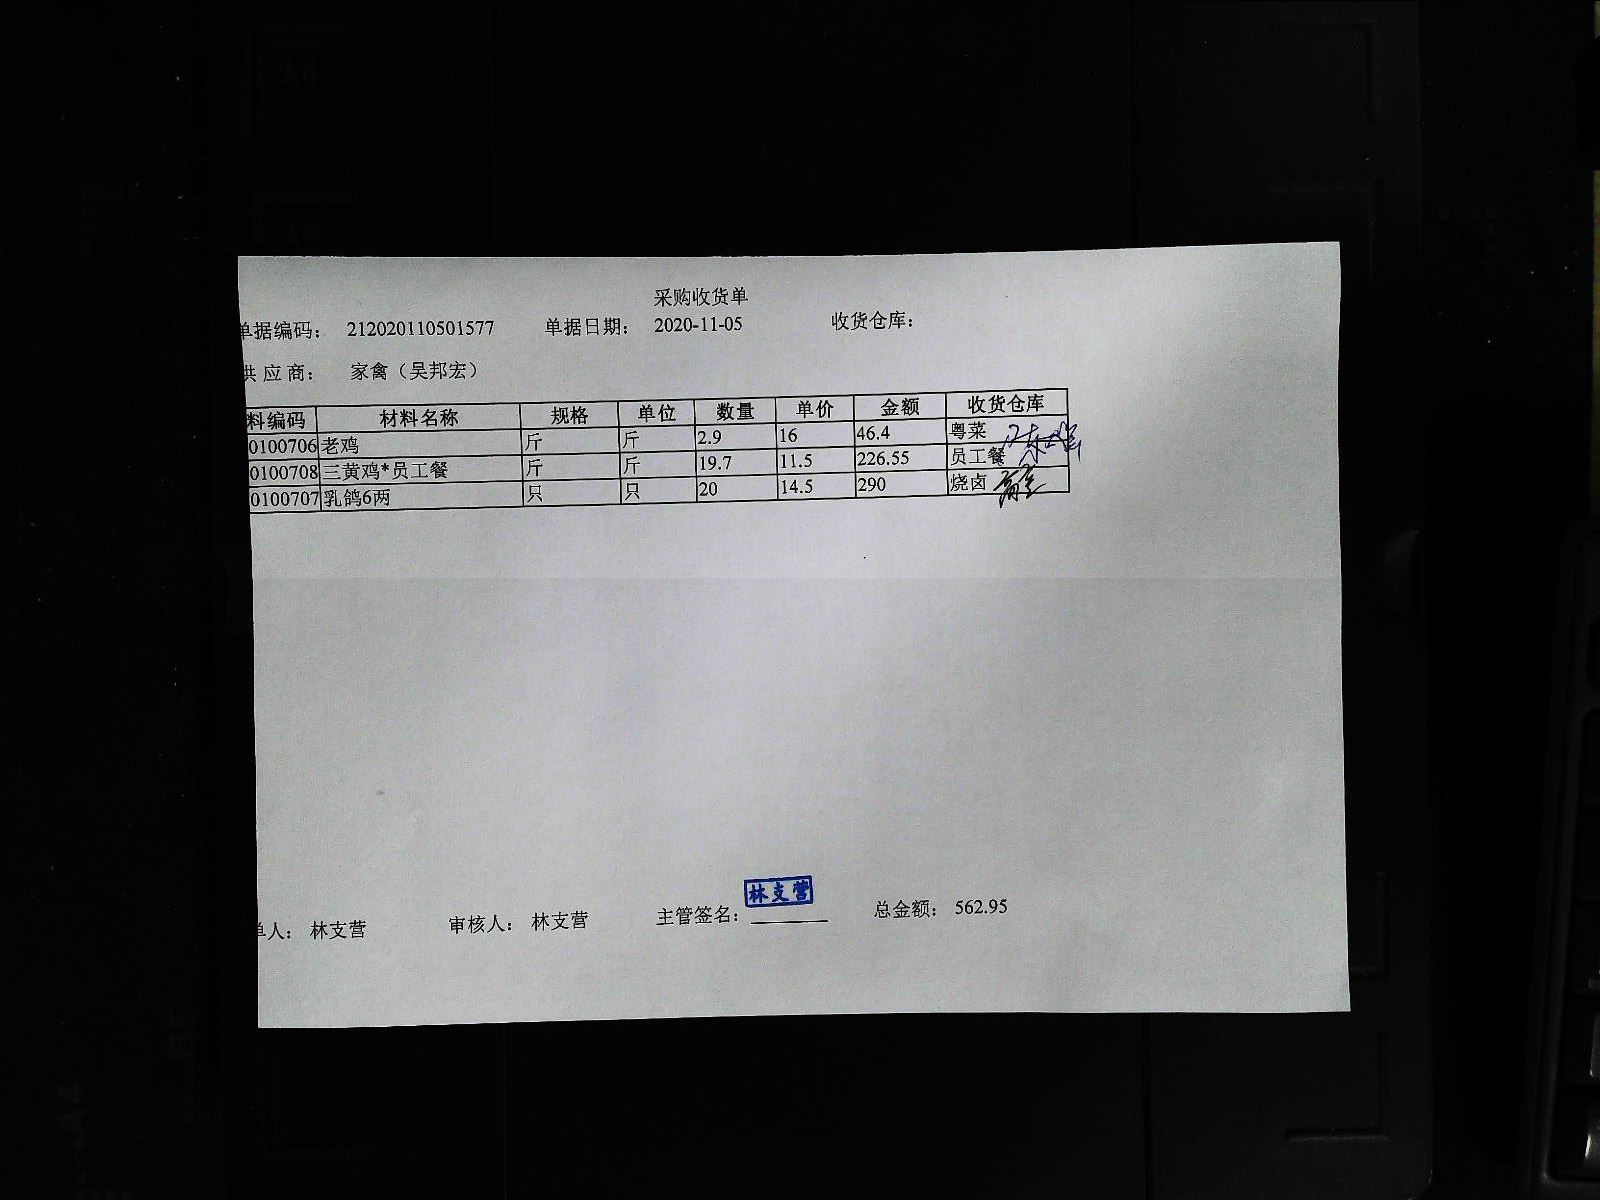 采购收货单
单据编码: 212020110501577 单据日期: 2020-11-05 收货仓库:
供应商: 家禽(吴邦宏)
料编码 材料名称 规格 单位 数量 单价 金额 收货仓库
0100706 老鸡 斤 斤 2.9 16 46.4 粤菜
0100708 三黄鸡*员工餐 斤 斤 19.7 11.5 226.55 员工餐
0100707 乳鸽6两 只 只 20 14.5 290 烧卤
林支营
单人: 林支营 审核人: 林支营 主管签名: 总金额: 562.95